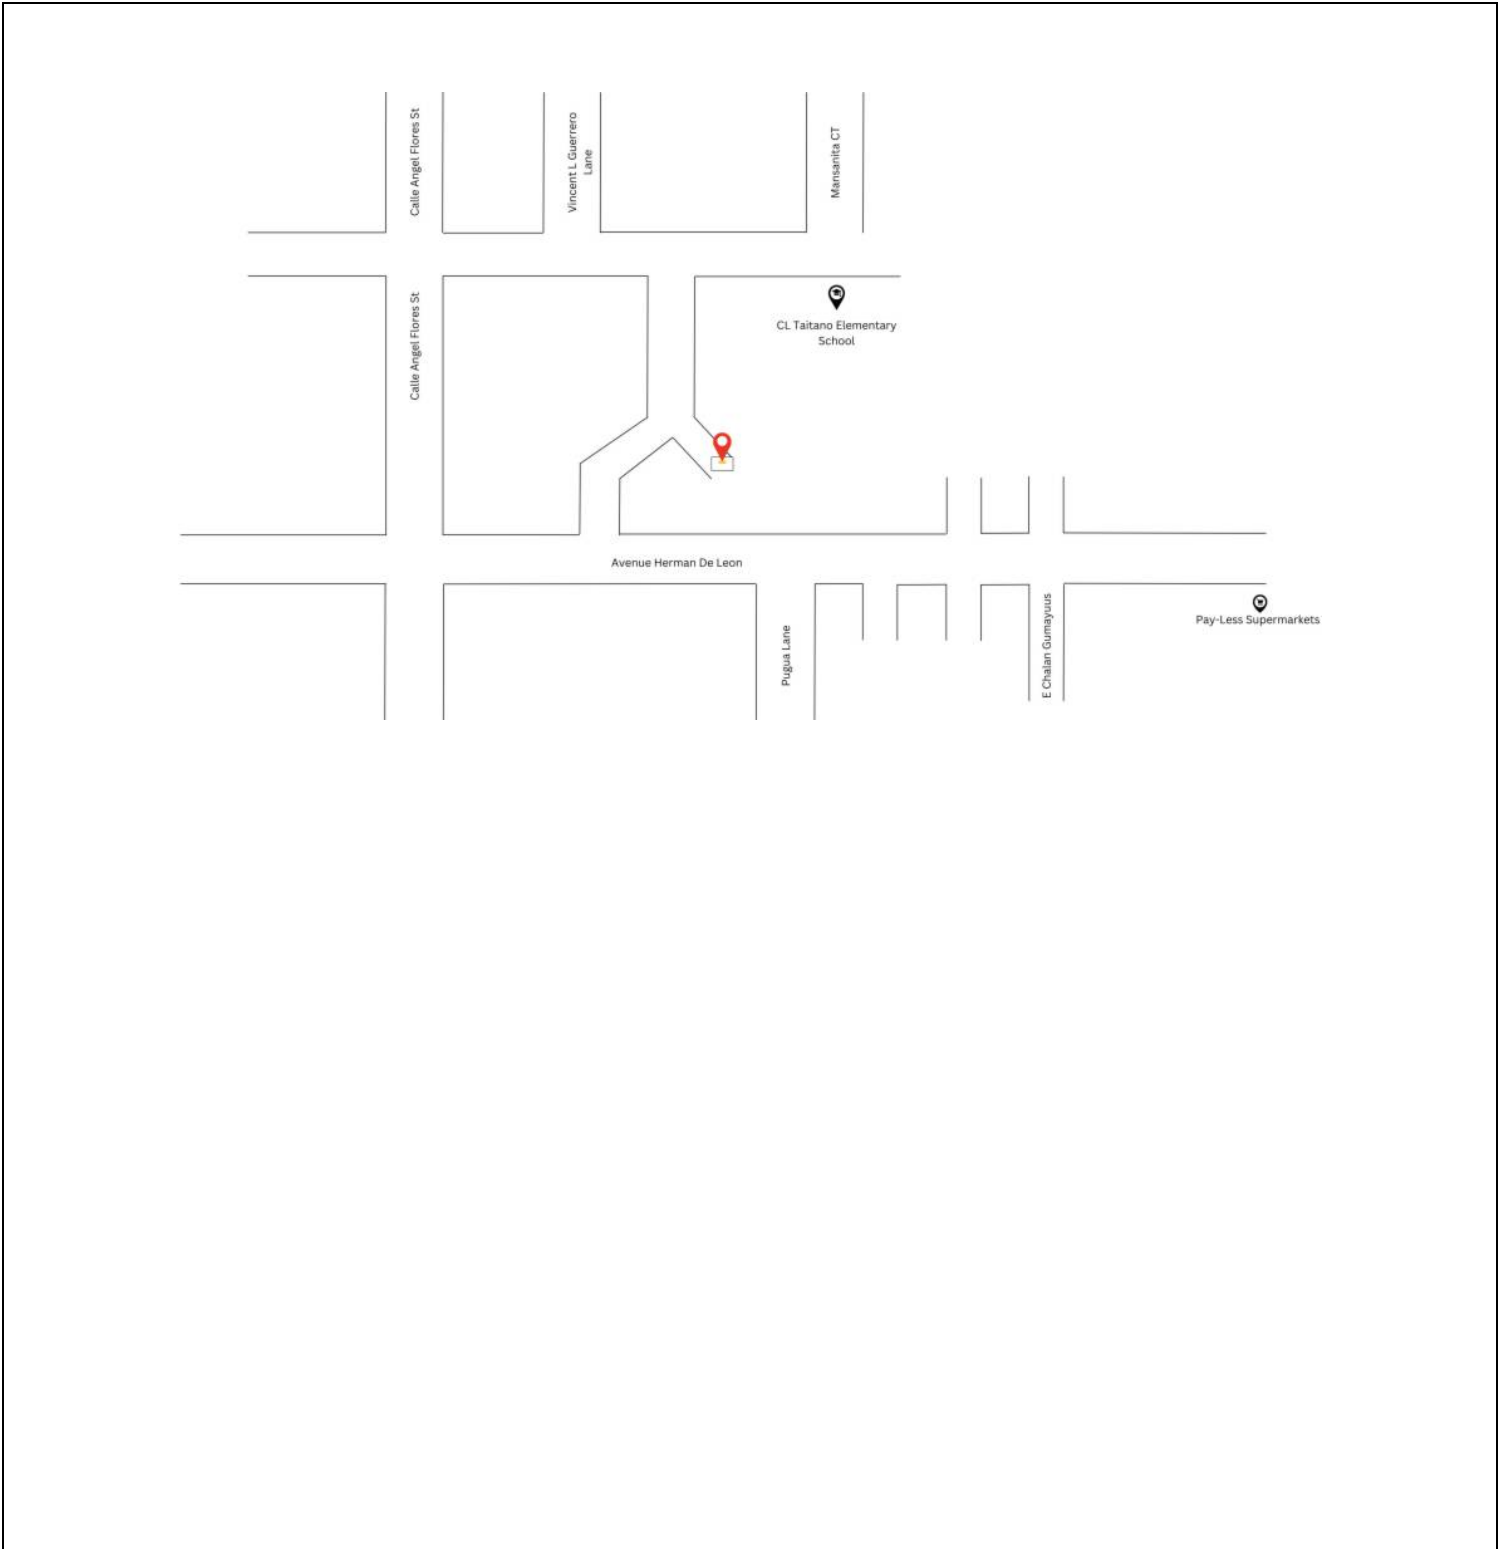 Calle Angel Flores St
Vincent L Guerrero
Lane
Mansanita CT
Calle Angel Flores St
CL Taitano Elementary
School
Avenue Herman De Leon
Pugua Lane
E Chalan Gumayuus
Pay-Less Supermarkets